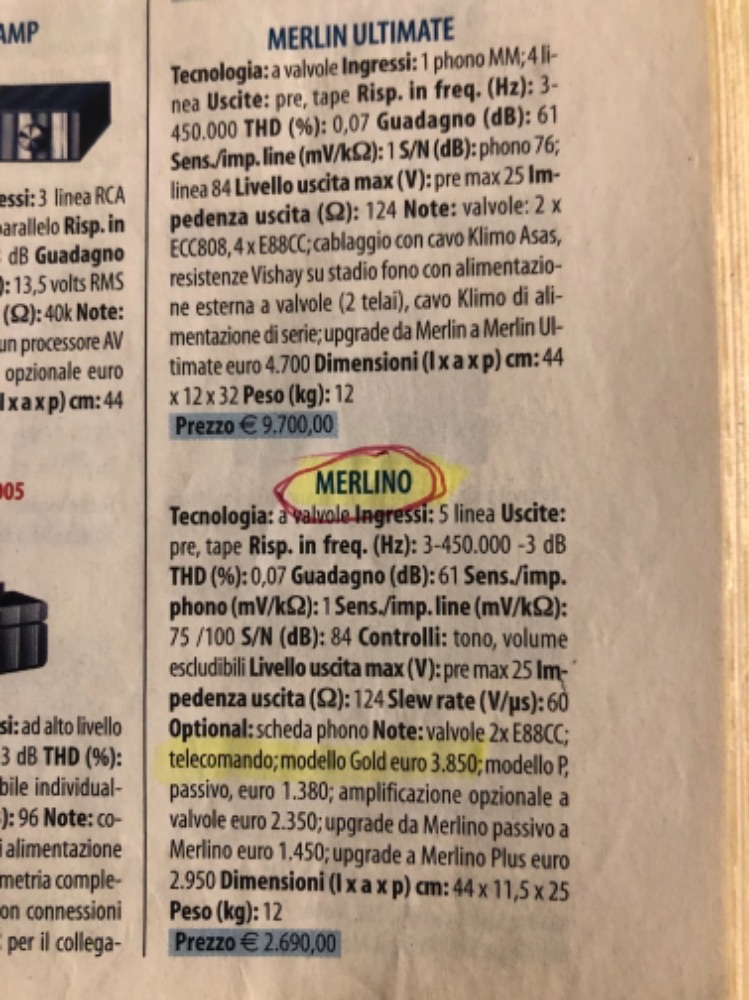 AMP
essi: 3 linea RCA
arallelo Risp. in
dB Guadagno
): 13,5 volts RMS
(Ω): 40k Note:
un processore AV
opzionale euro
l x a x p) cm: 44
005
si: ad alto livello
3 dB THD (%):
bile individual-
): 96 Note: co-
i alimentazione
metria comple-
on connessioni
per il collega-
MERLIN ULTIMATE
Tecnologia: a valvole Ingressi: 1 phono MM; 4 li-
nea Uscite: pre, tape Risp. in freq. (Hz): 3-
450.000 THD (%): 0,07 Guadagno (dB): 61
Sens./imp. line (mV/kΩ): 1 S/N (dB): phono 76;
linea 84 Livello uscita max (V): pre max 25 Im-
pedenza uscita (Ω): 124 Note: valvole: 2 x
ECC808, 4 x E88CC; cablaggio con cavo Klimo Asas,
resistenze Vishay su stadio fono con alimentazio-
ne esterna a valvole (2 telai), cavo Klimo di ali-
mentazione di serie; upgrade da Merlin a Merlin Ul-
timate euro 4.700 Dimensioni (l x a x p) cm: 44
x 12 x 32 Peso (kg): 12
Prezzo € 9.700,00
MERLINO
Tecnologia: a valvole Ingressi: 5 linea Uscite:
pre, tape Risp. in freq. (Hz): 3-450.000 -3 dB
THD (%): 0,07 Guadagno (dB): 61 Sens./imp.
phono (mV/kΩ): 1 Sens./imp. line (mV/kΩ):
75 /100 S/N (dB): 84 Controlli: tono, volume
escludibili Livello uscita max (V): pre max 25 Im-
pedenza uscita (Ω): 124 Slew rate (V/µs): 60
Optional: scheda phono Note: valvole 2x E88CC;
telecomando; modello Gold euro 3.850; modello P,
passivo, euro 1.380; amplificazione opzionale a
valvole euro 2.350; upgrade da Merlino passivo a
Merlino euro 1.450; upgrade a Merlino Plus euro
2.950 Dimensioni (l x a x p) cm: 44 x 11,5 x 25
Peso (kg): 12
Prezzo € 2.690,00